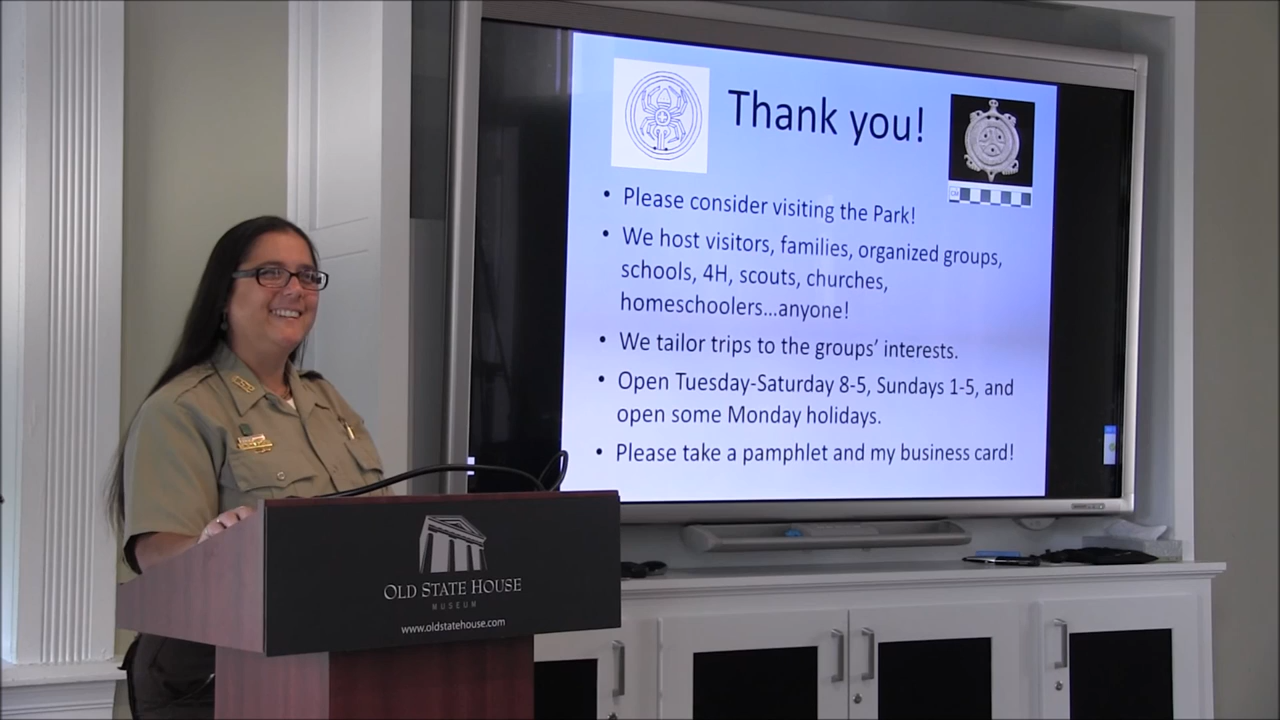 Thank you!
• Please consider visiting the Park!
• We host visitors, families, organized groups,
schools, 4H, scouts, churches,
homeschoolers...anyone!
• We tailor trips to the groups' interests.
• Open Tuesday-Saturday 8-5, Sundays 1-5, and
open some Monday holidays.
• Please take a pamphlet and my business card!
OLD STATE HOUSE
MUSEUM
www.oldstatehouse.com